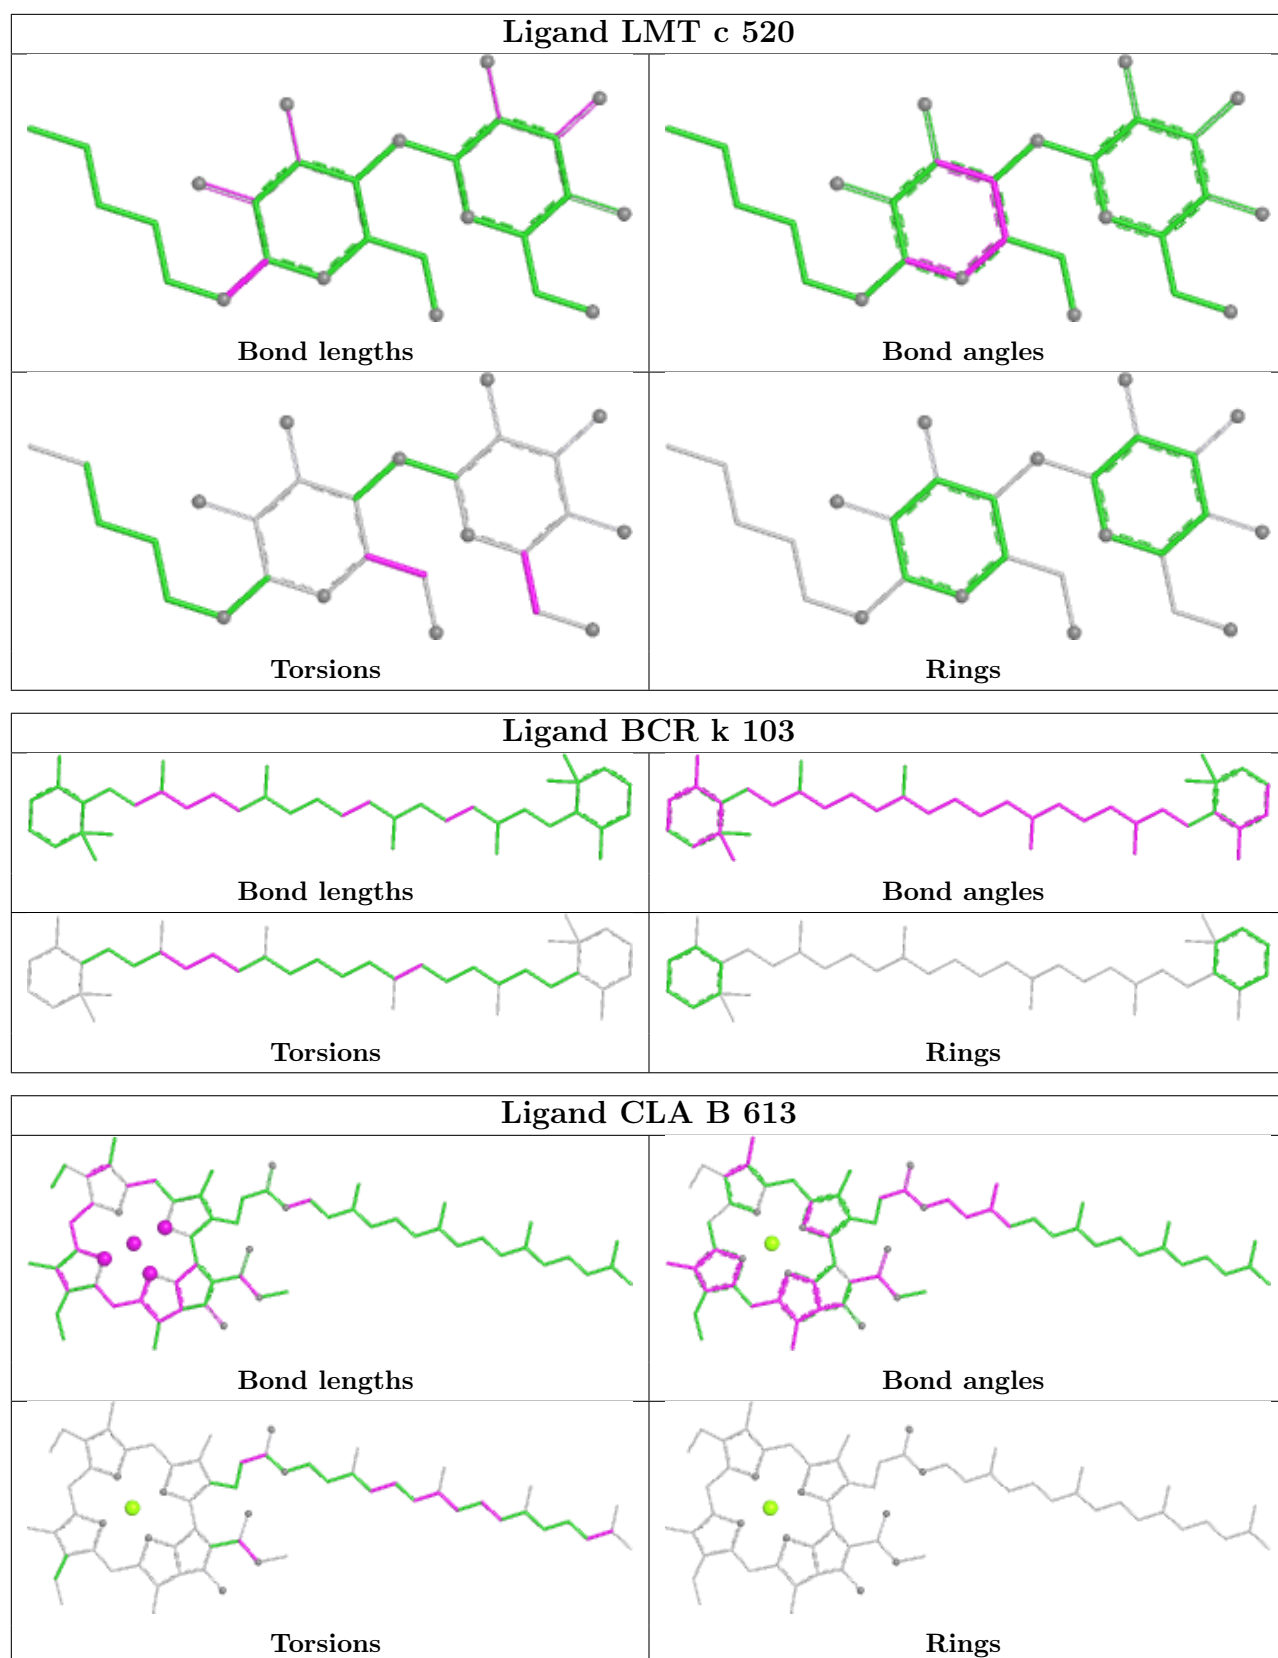 Ligand LMT c 520
Bond lengths
Bond angles
Torsions
Rings
Ligand BCR k 103
Bond lengths
Bond angles
Torsions
Rings
Ligand CLA B 613
Bond lengths
Bond angles
Torsions
Rings